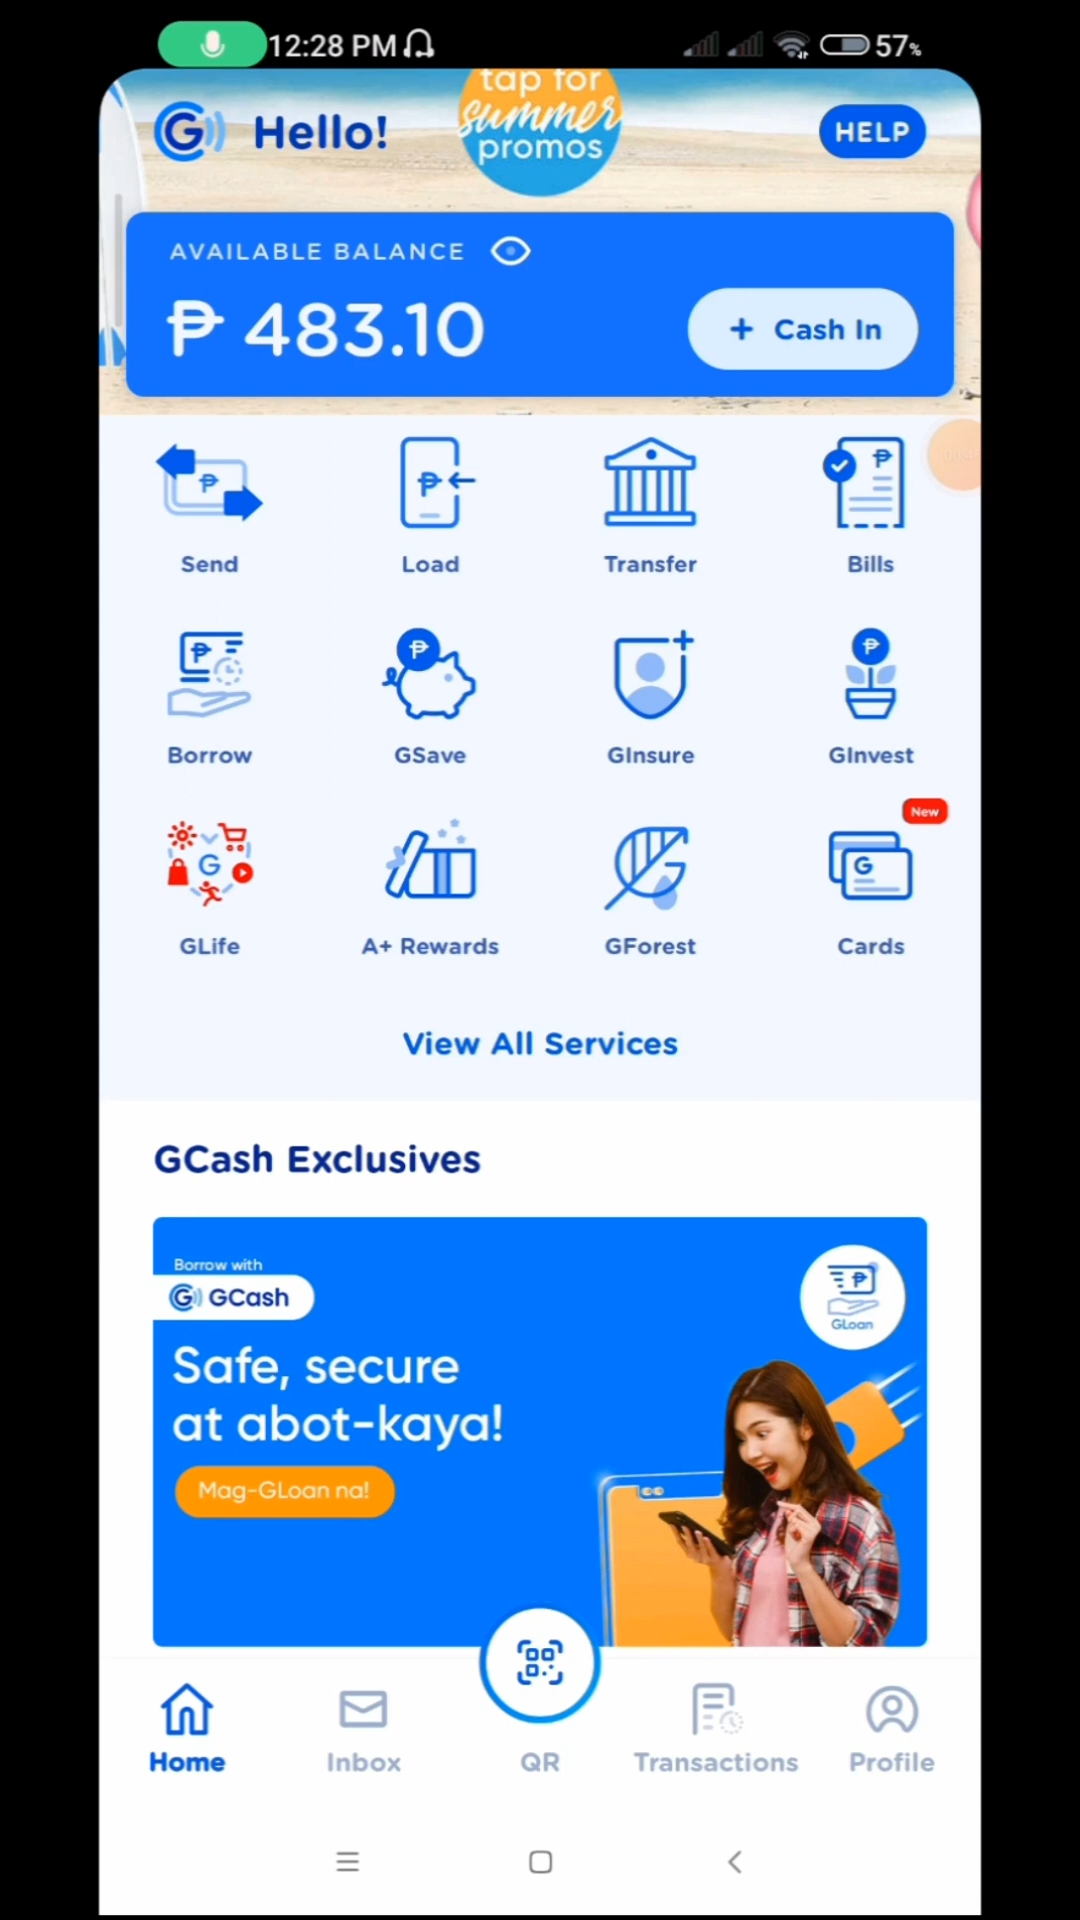 12:28 PM
57%
tap for
summer
promos
Hello!
HELP
AVAILABLE BALANCE
₱ 483.10
+ Cash In
Send
Load
Transfer
Bills
Borrow
GSave
GInsure
GInvest
New
GLife
A+ Rewards
GForest
Cards
View All Services
GCash Exclusives
Borrow with
GCash
GLoan
Safe, secure
at abot-kaya!
Mag-GLoan na!
Home
Inbox
QR
Transactions
Profile